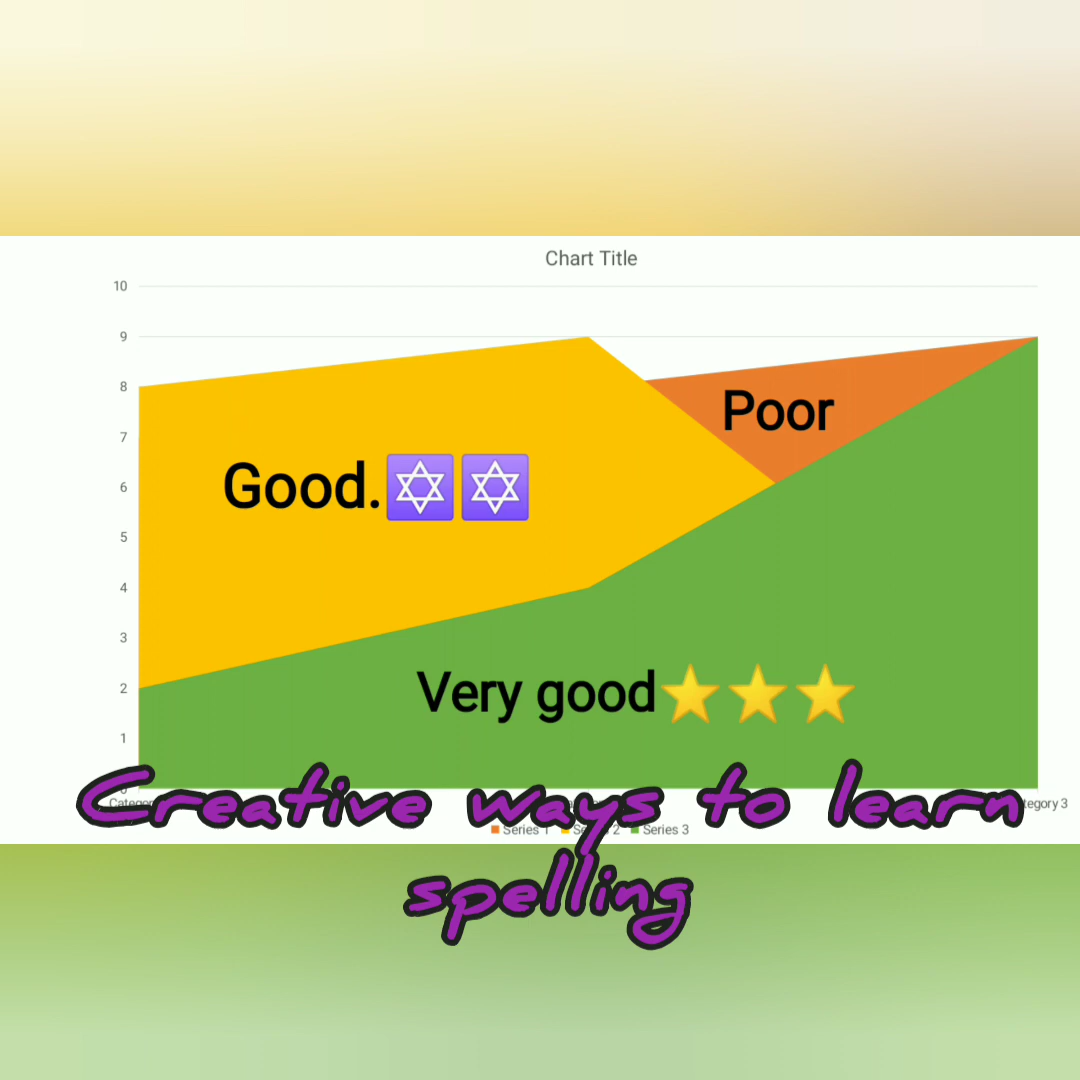 Chart Title
10
9
8
7
6
5
4
3
2
1
Good.🔯🔯
Poor
Very good⭐⭐⭐
Creative ways to learn
spelling
3
Series 1 2 Series 3